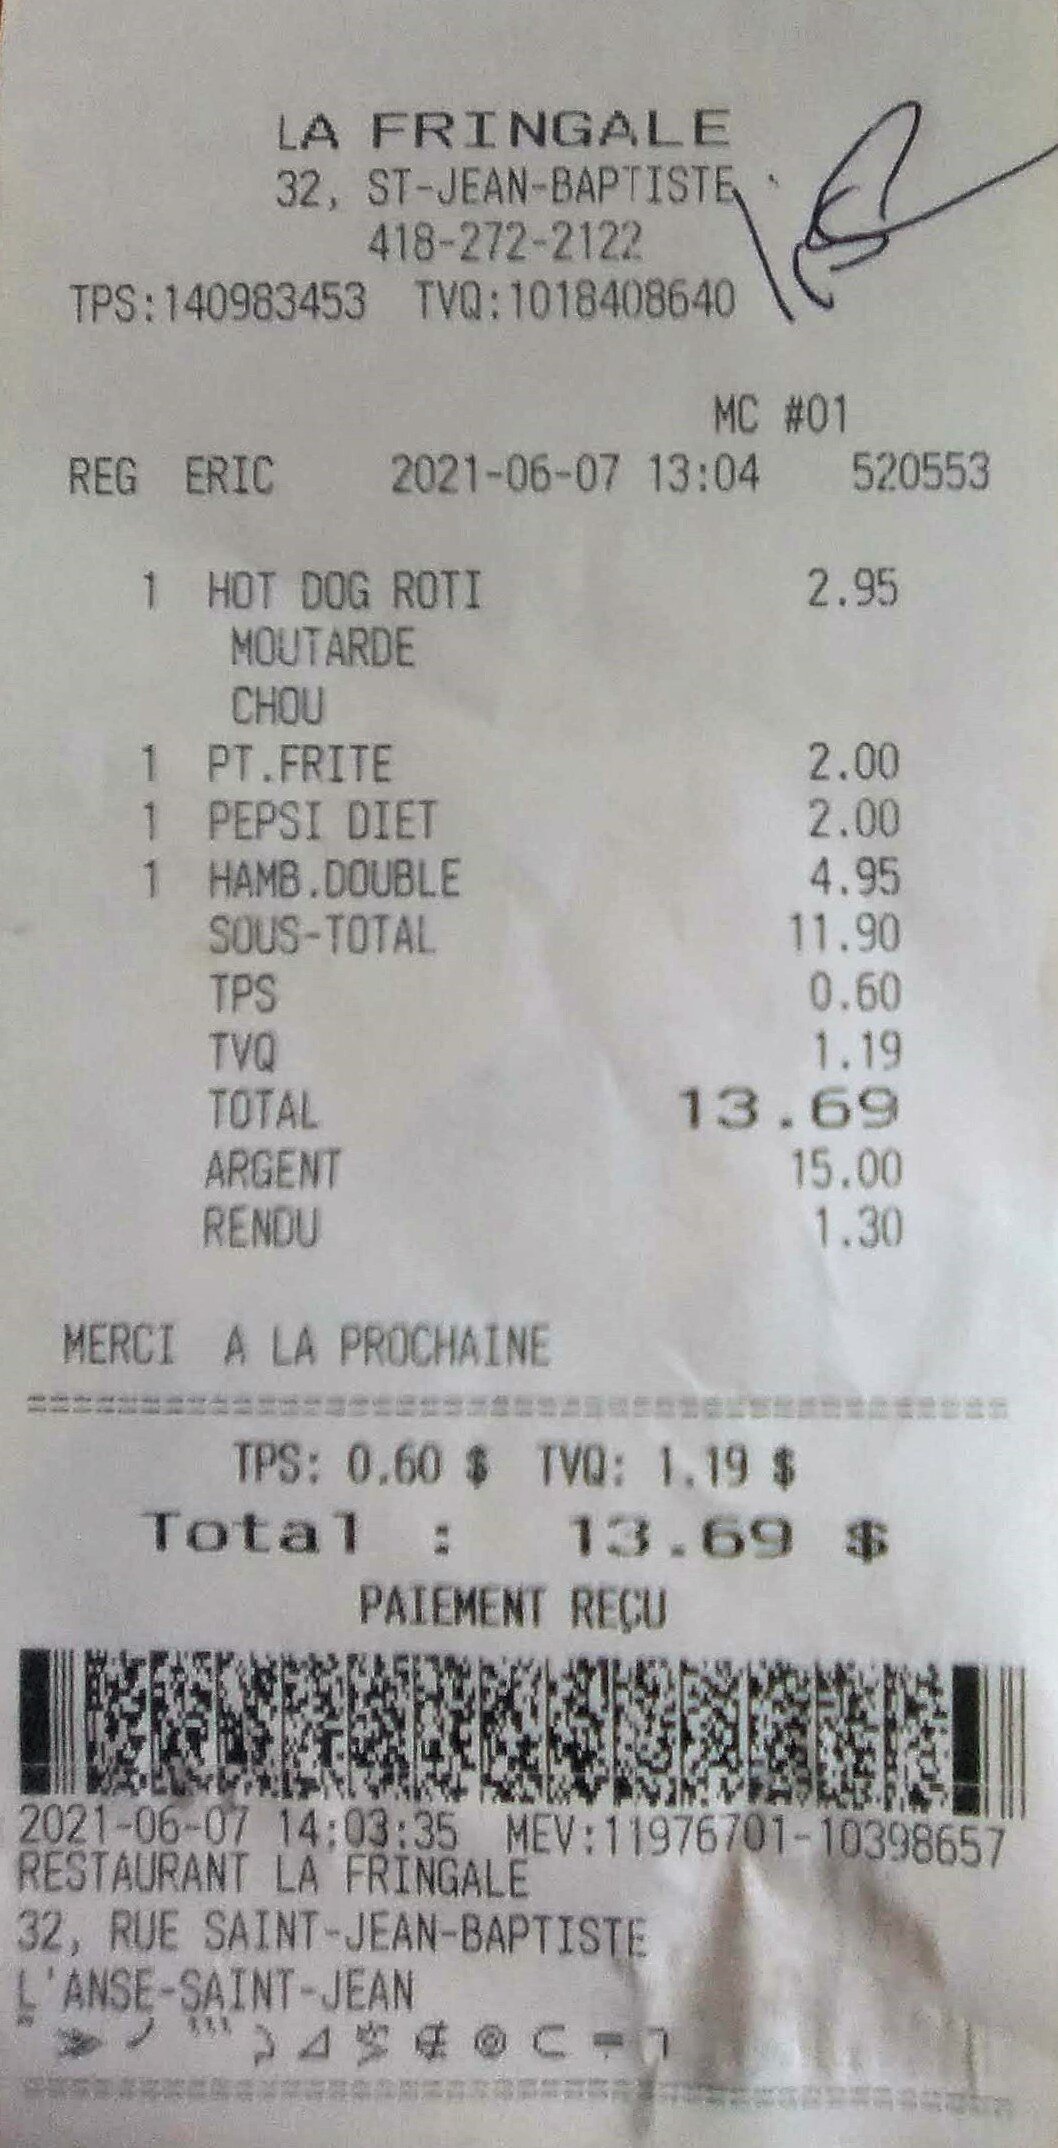 LA FRINGALE
32, ST-JEAN-BAPTISTE
418-272-2122
TPS:140983453 TVQ:1018408640
MC #01
REG ERIC 2021-06-07 13:04 520553
1 HOT DOG ROTI 2.95
MOUTARDE
CHOU
1 PT.FRITE 2.00
1 PEPSI DIET 2.00
1 HAMB.DOUBLE 4.95
SOUS-TOTAL 11.90
TPS 0.60
TVQ 1.19
TOTAL 13.69
ARGENT 15.00
RENDU 1.30
MERCI A LA PROCHAINE
TPS: 0.60 $ TVQ: 1.19 $
Total : 13.69 $
PAIEMENT REÇU
2021-06-07 14:03:35 MEV:11976701-10398657
RESTAURANT LA FRINGALE
32, RUE SAINT-JEAN-BAPTISTE
L'ANSE-SAINT-JEAN